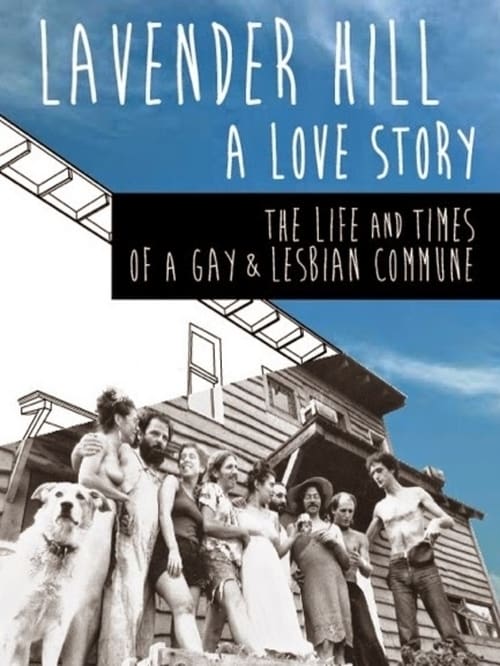 LAVENDER HILL
A LOVE STORY
THE LIFE AND TIMES
OF A GAY & LESBIAN COMMUNE